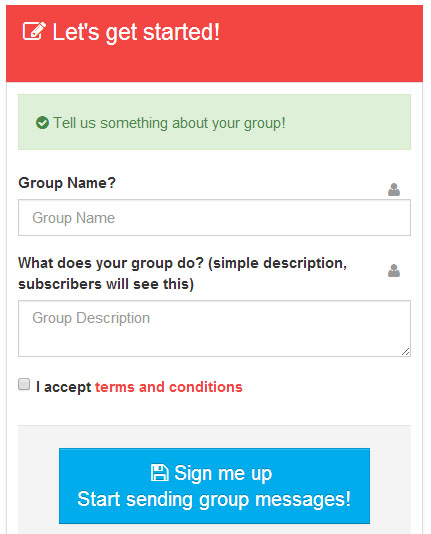 Let's get started!
Tell us something about your group!
Group Name?
Group Name
What does your group do? (simple description,
subscribers will see this)
Group Description
I accept terms and conditions
Sign me up
Start sending group messages!